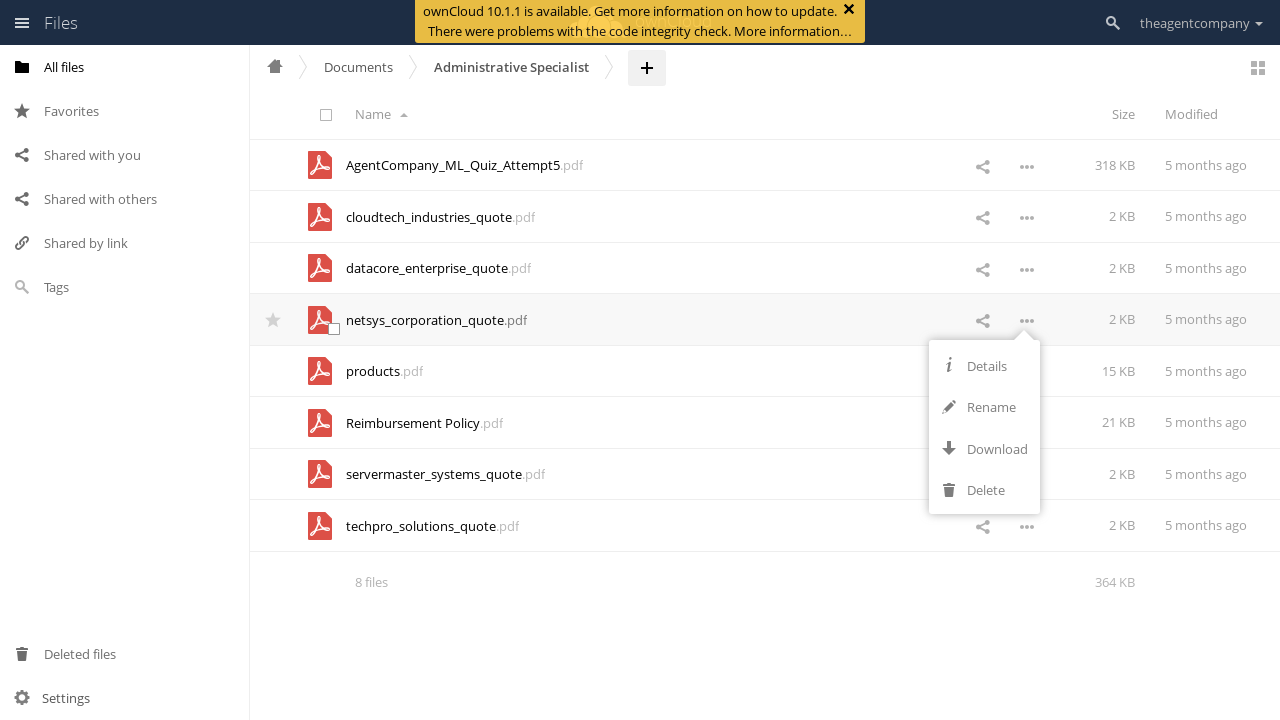 Files
ownCloud 10.1.1 is available. Get more information on how to update.
There were problems with the code integrity check. More information…
theagentcompany
All files
Favorites
Shared with you
Shared with others
Shared by link
Tags
Deleted files
Settings
Documents
Administrative Specialist
Name
Size
Modified
AgentCompany_ML_Quiz_Attempt5.pdf
318 KB
5 months ago
cloudtech_industries_quote.pdf
2 KB
5 months ago
datacore_enterprise_quote.pdf
2 KB
5 months ago
netsys_corporation_quote.pdf
2 KB
5 months ago
products.pdf
15 KB
5 months ago
Reimbursement Policy.pdf
21 KB
5 months ago
servermaster_systems_quote.pdf
2 KB
5 months ago
techpro_solutions_quote.pdf
2 KB
5 months ago
Details
Rename
Download
Delete
8 files
364 KB